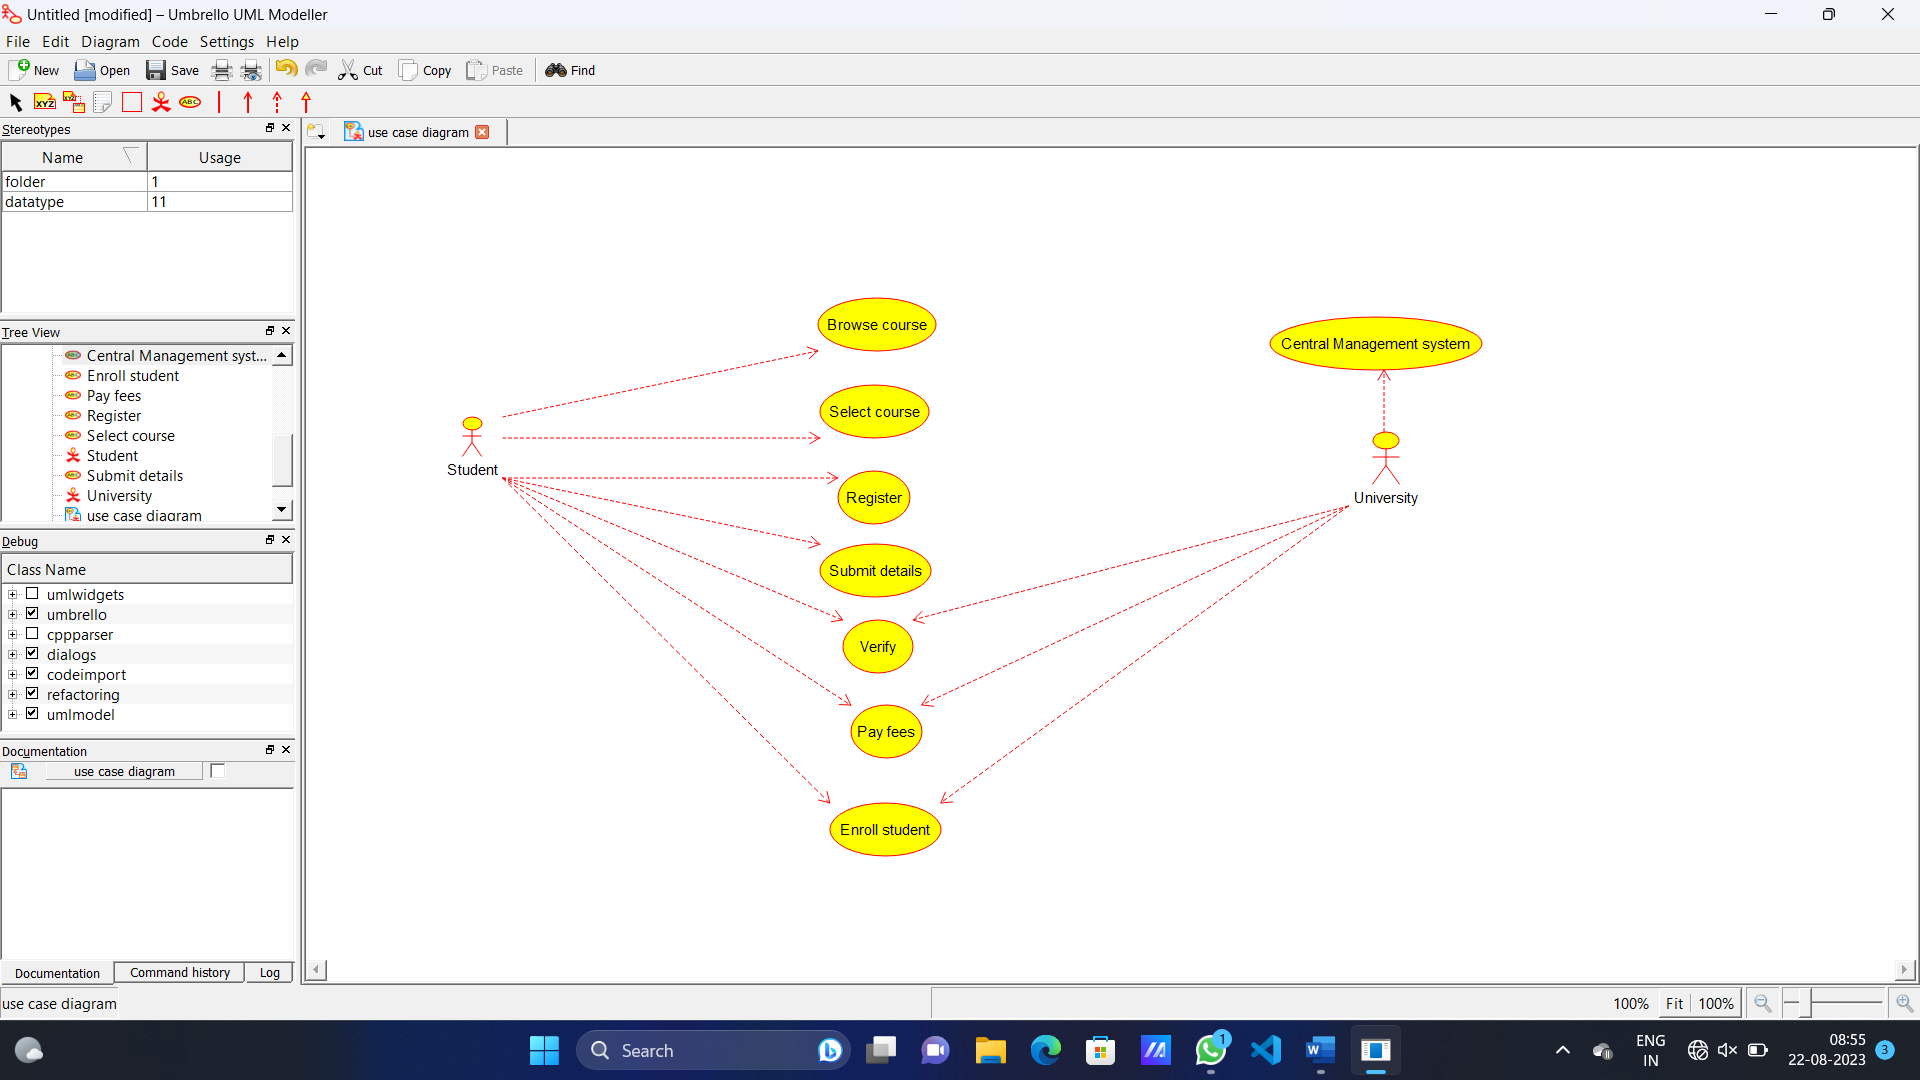 Untitled [modified] – Umbrello UML Modeller
File Edit Diagram Code Settings Help
New Open Save Cut Copy Paste Find
XYZ XYZ ABC
Stereotypes
use case diagram
Name Usage
folder 1
datatype 11
Tree View
Central Management syst...
Enroll student
Pay fees
Register
Select course
Student
Submit details
University
use case diagram
Debug
Class Name
umlwidgets
umbrello
cppparser
dialogs
codeimport
refactoring
umlmodel
Documentation
use case diagram
Documentation Command history Log
Browse course
Central Management system
Select course
Student
Register
University
Submit details
Verify
Pay fees
Enroll student
use case diagram
100% Fit 100%
Search
1
ENG
IN
08:55
22-08-2023
3